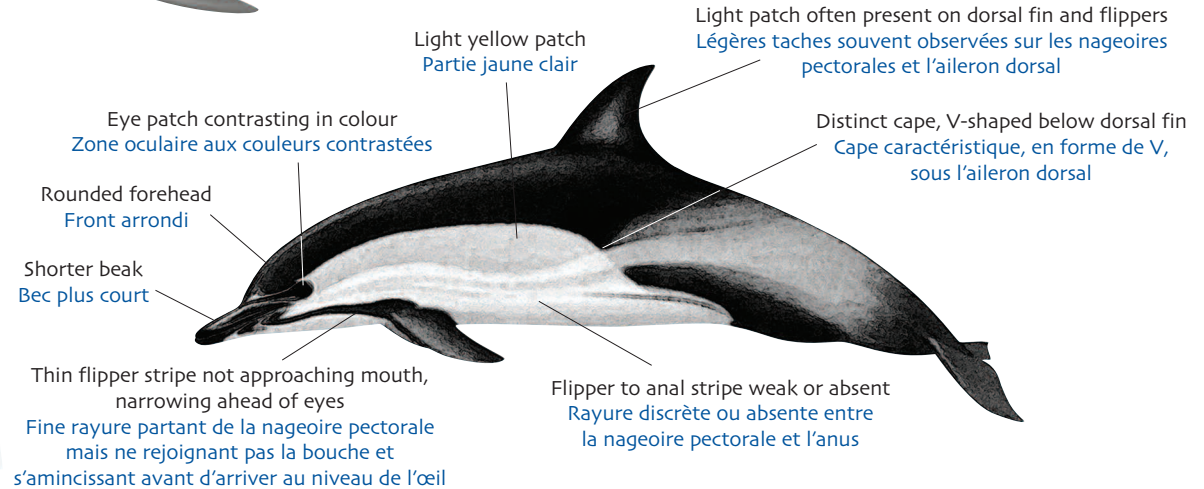 Light patch often present on dorsal fin and flippers
Légères taches souvent observées sur les nageoires
pectorales et l'aileron dorsal
Light yellow patch
Partie jaune clair
Eye patch contrasting in colour
Zone oculaire aux couleurs contrastées
Distinct cape, V-shaped below dorsal fin
Cape caractéristique, en forme de V,
sous l'aileron dorsal
Rounded forehead
Front arrondi
Shorter beak
Bec plus court
Thin flipper stripe not approaching mouth,
narrowing ahead of eyes
Fine rayure partant de la nageoire pectorale
mais ne rejoignant pas la bouche et
s'amincissant avant d'arriver au niveau de l'œil
Flipper to anal stripe weak or absent
Rayure discrète ou absente entre
la nageoire pectorale et l'anus